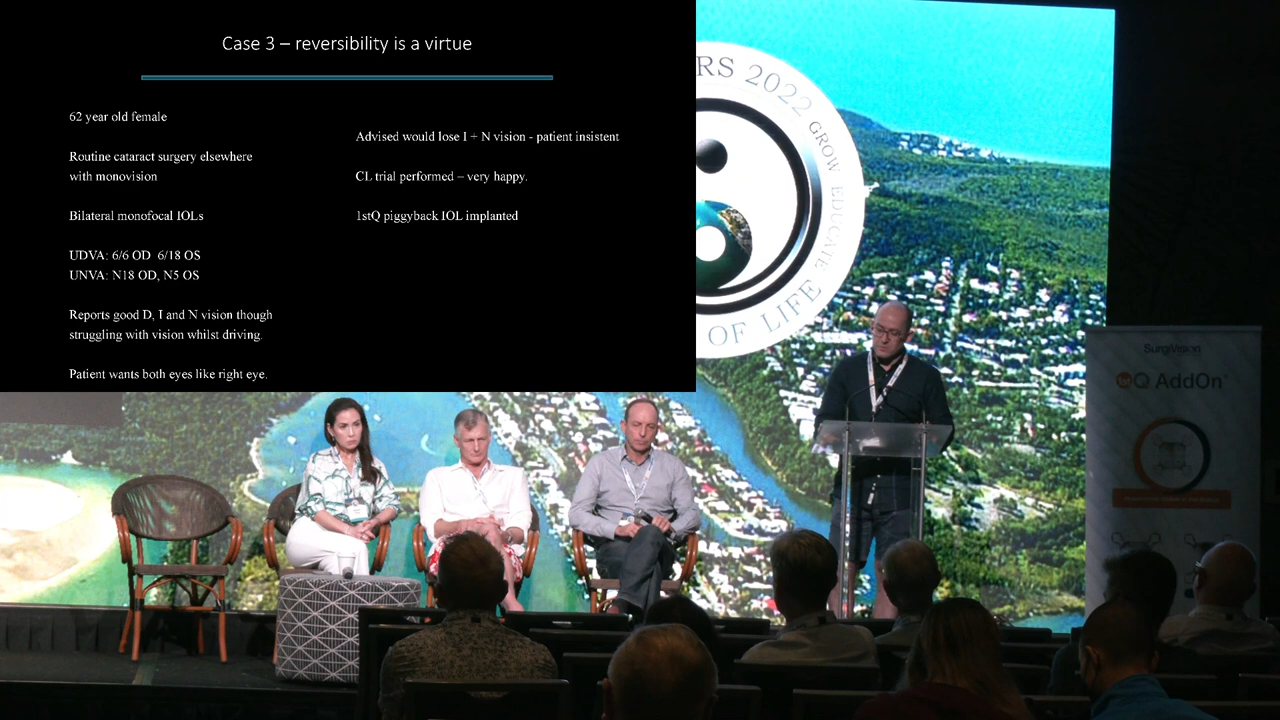 Case 3 – reversibility is a virtue
62 year old female
Routine cataract surgery elsewhere
with monovision
Bilateral monofocal IOLs
UDVA: 6/6 OD  6/18 OS
UNVA: N18 OD, N5 OS
Reports good D, I and N vision though
struggling with vision whilst driving.
Patient wants both eyes like right eye.
Advised would lose I + N vision - patient insistent
CL trial performed – very happy.
1stQ piggyback IOL implanted
RS 2022 GROW EDUCATE
OF LIFE
SurgiVision
1stQ AddOn